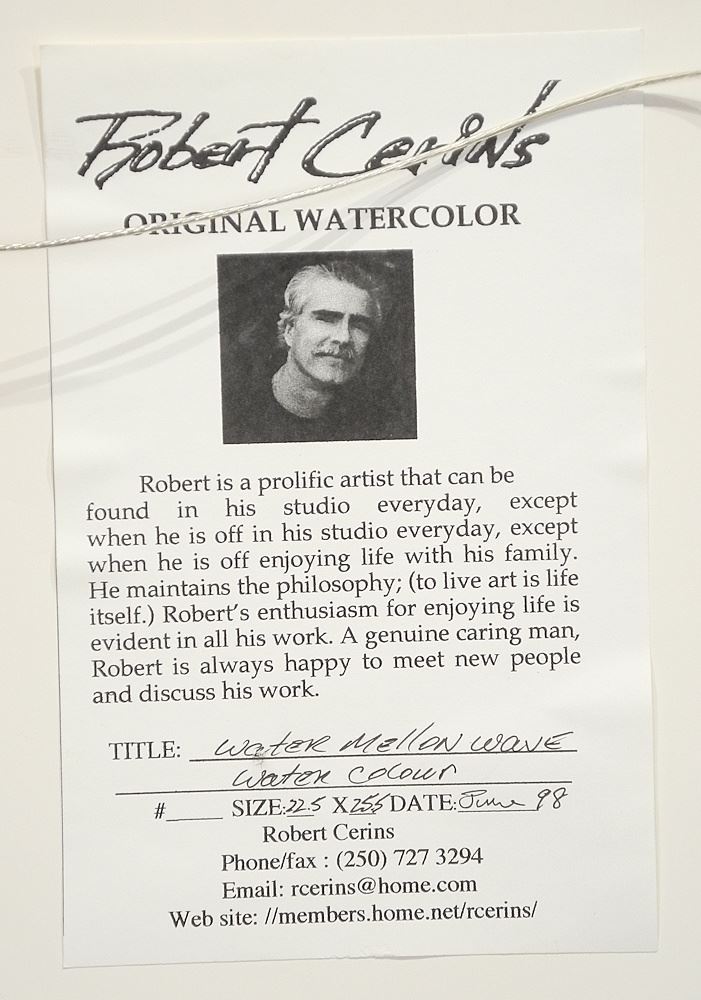 Robert Cerins
ORIGINAL WATERCOLOR
Robert is a prolific artist that can be
found in his studio everyday, except
when he is off in his studio everyday, except
when he is off enjoying life with his family.
He maintains the philosophy; (to live art is life
itself.) Robert's enthusiasm for enjoying life is
evident in all his work. A genuine caring man,
Robert is always happy to meet new people
and discuss his work.
TITLE: Water Mellon Wave
Water Colour
#____ SIZE: 22.5 X 25.5 DATE: June 98
Robert Cerins
Phone/fax : (250) 727 3294
Email: rcerins@home.com
Web site: //members.home.net/rcerins/